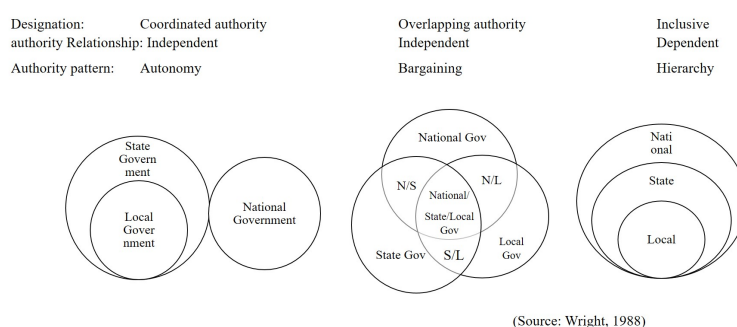 Designation: Coordinated authority Overlapping authority Inclusive
authority Relationship: Independent Independent Dependent
Authority pattern: Autonomy Bargaining Hierarchy
State
Govern
ment
Local
Gover
nment
National
Government
National Gov
N/S
N/L
National/
State/Local
Gov
State Gov
S/L
Local
Gov
Nati
onal
State
Local
(Source: Wright, 1988)